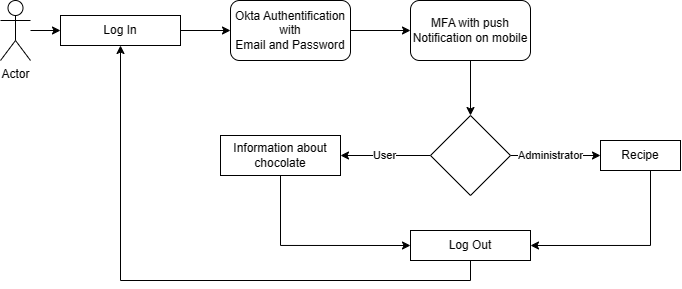 Actor
Log In
Okta Authentification
with
Email and Password
MFA with push
Notification on mobile
Information about
chocolate
User
Administrator
Recipe
Log Out